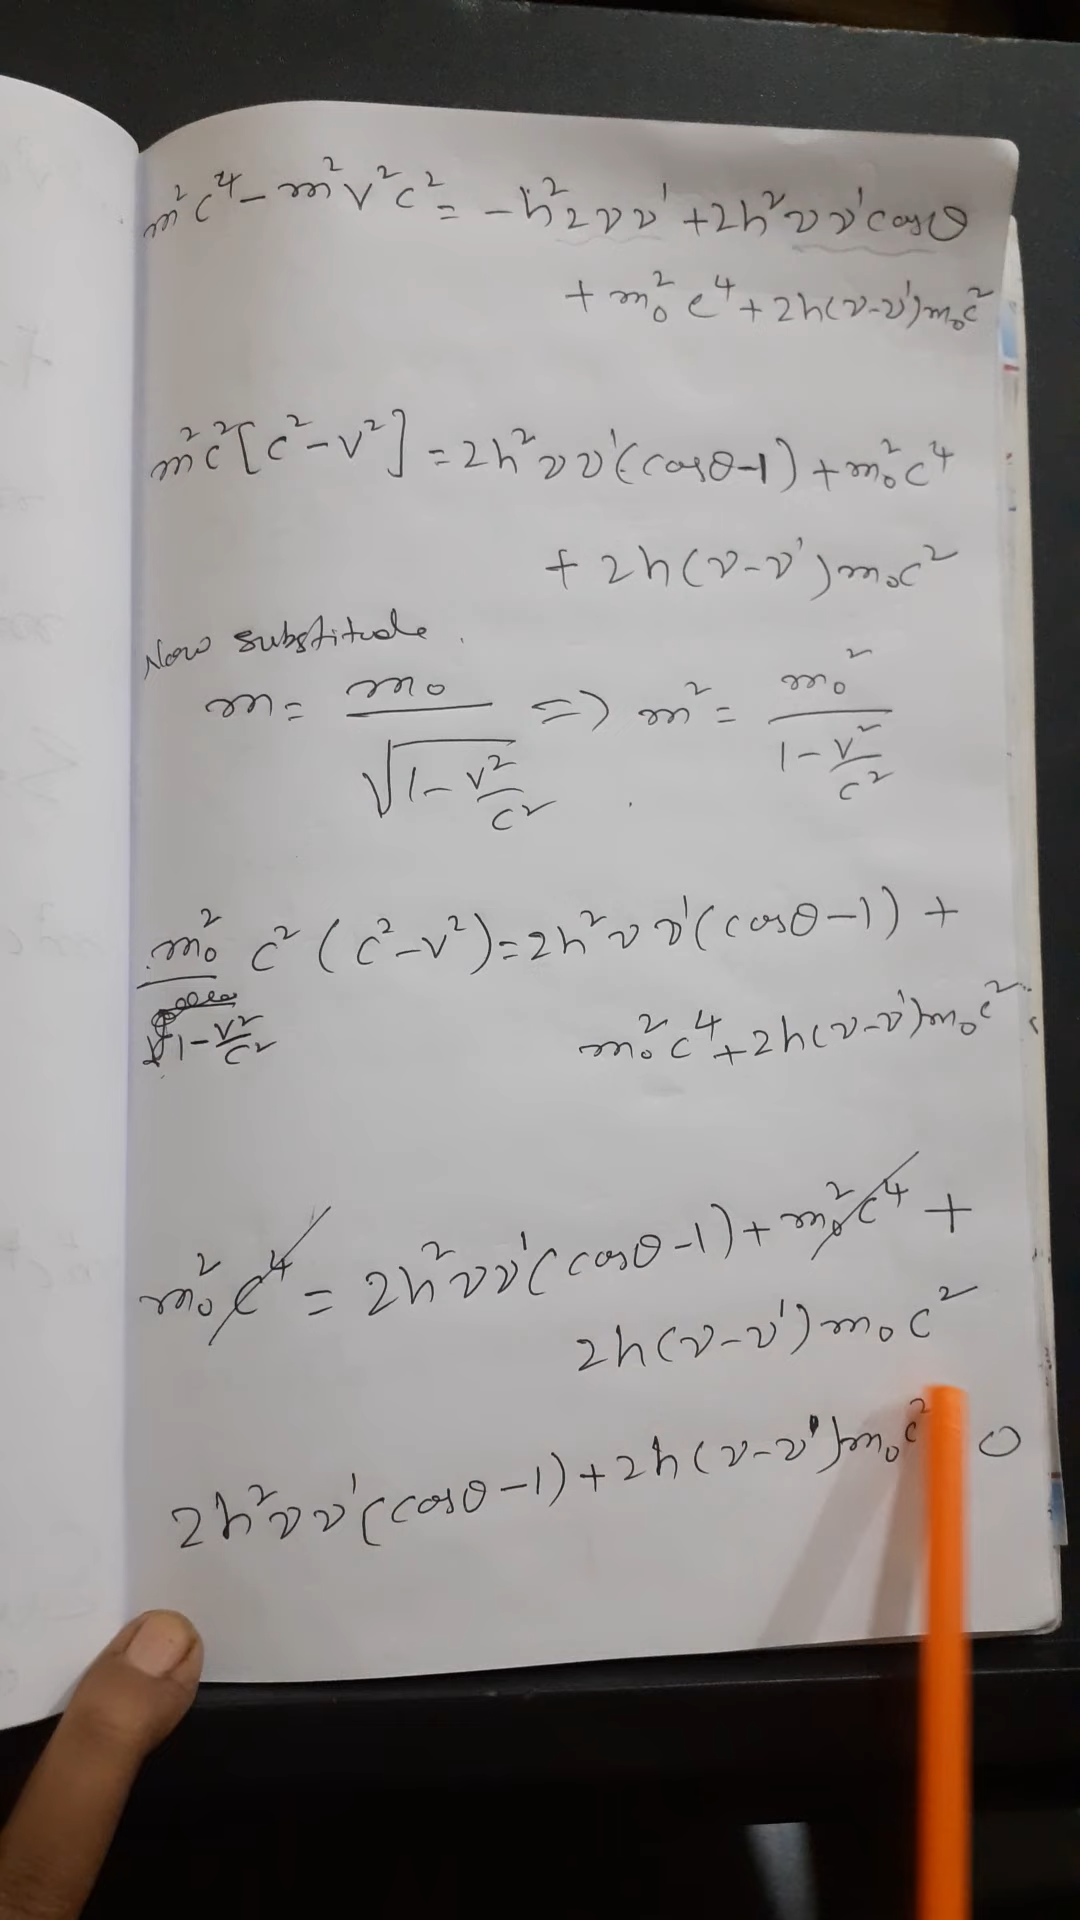 m²c⁴ - m²v²c² = -h²2νν' + 2h²νν'cosθ
+ m₀²c⁴ + 2h(ν-ν')m₀c²
m²c²[c²-v²] = 2h²νν'(cosθ-1) + m₀²c⁴
+ 2h(ν-ν')m₀c²
Now substitude.
m = m₀/√(1-v²/c²) ⇒ m² = m₀²/(1-v²/c²)
m₀²/(1-v²/c²) c²(c²-v²) = 2h²νν'(cosθ-1) +
m₀²c⁴ + 2h(ν-ν')m₀c²
m₀²c⁴ = 2h²νν'(cosθ-1) + m₀²c⁴ +
2h(ν-ν')m₀c²
2h²νν'(cosθ-1) + 2h(ν-ν')m₀c² 0